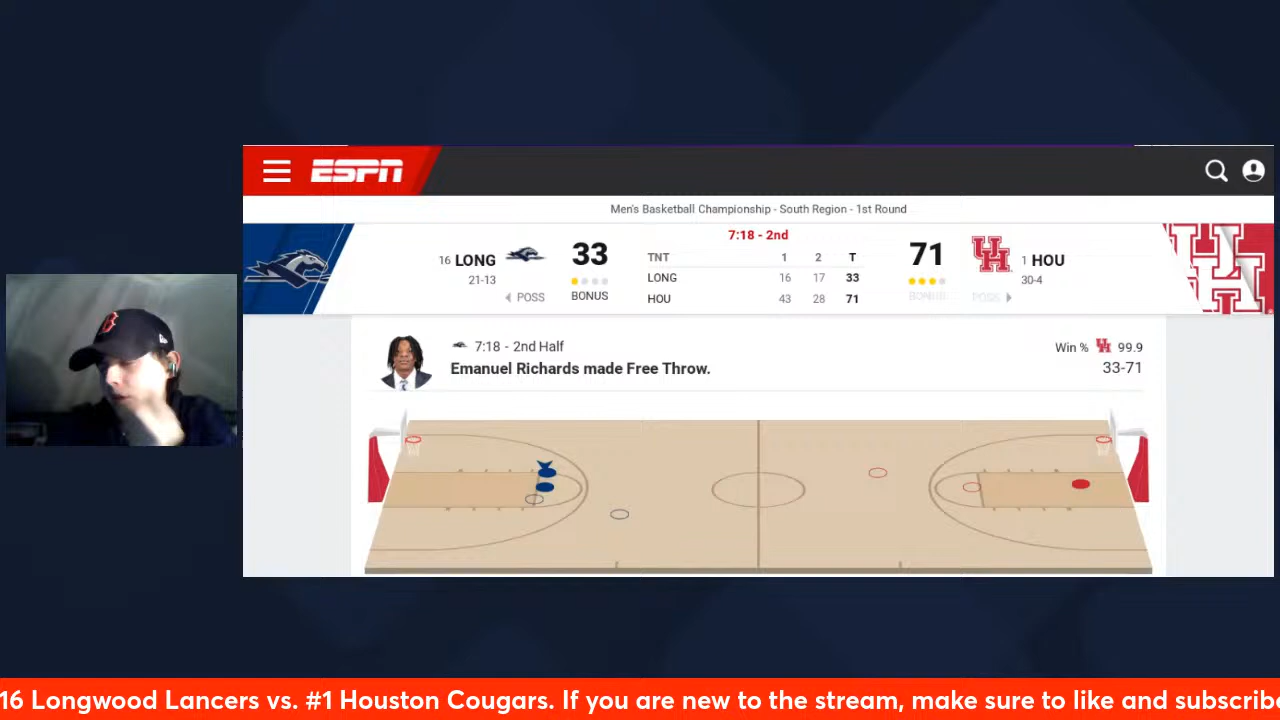 ESPN
Men's Basketball Championship - South Region - 1st Round
7:18 - 2nd
16 LONG
21-13
POSS
33
BONUS
TNT 1 2 T
LONG 16 17 33
HOU 43 28 71
71
BONUS
1 HOU
30-4
POSS
7:18 - 2nd Half
Emanuel Richards made Free Throw.
Win % 99.9
33-71
16 Longwood Lancers vs. #1 Houston Cougars. If you are new to the stream, make sure to like and subscribe